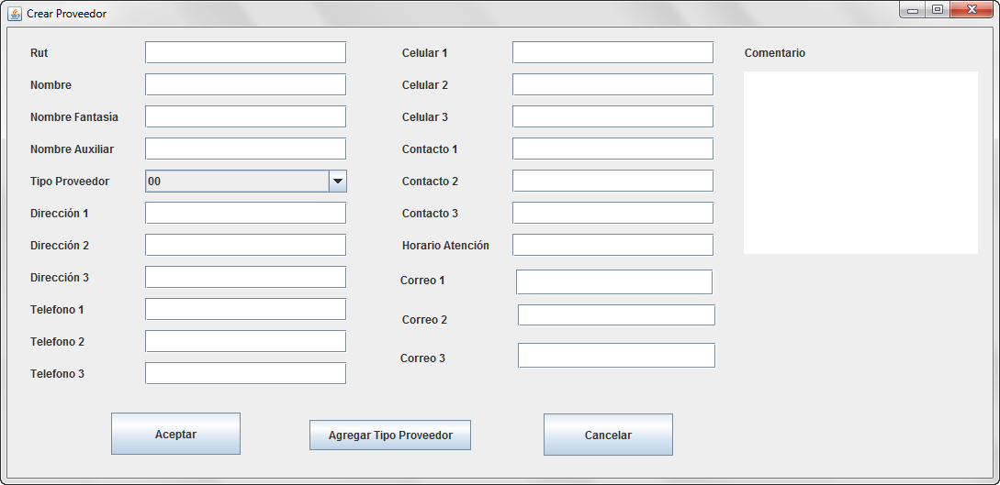 Crear Proveedor
Rut
Nombre
Nombre Fantasía
Nombre Auxiliar
Tipo Proveedor
00
Dirección 1
Dirección 2
Dirección 3
Telefono 1
Telefono 2
Telefono 3
Celular 1
Celular 2
Celular 3
Contacto 1
Contacto 2
Contacto 3
Horario Atención
Correo 1
Correo 2
Correo 3
Comentario
Aceptar
Agregar Tipo Proveedor
Cancelar